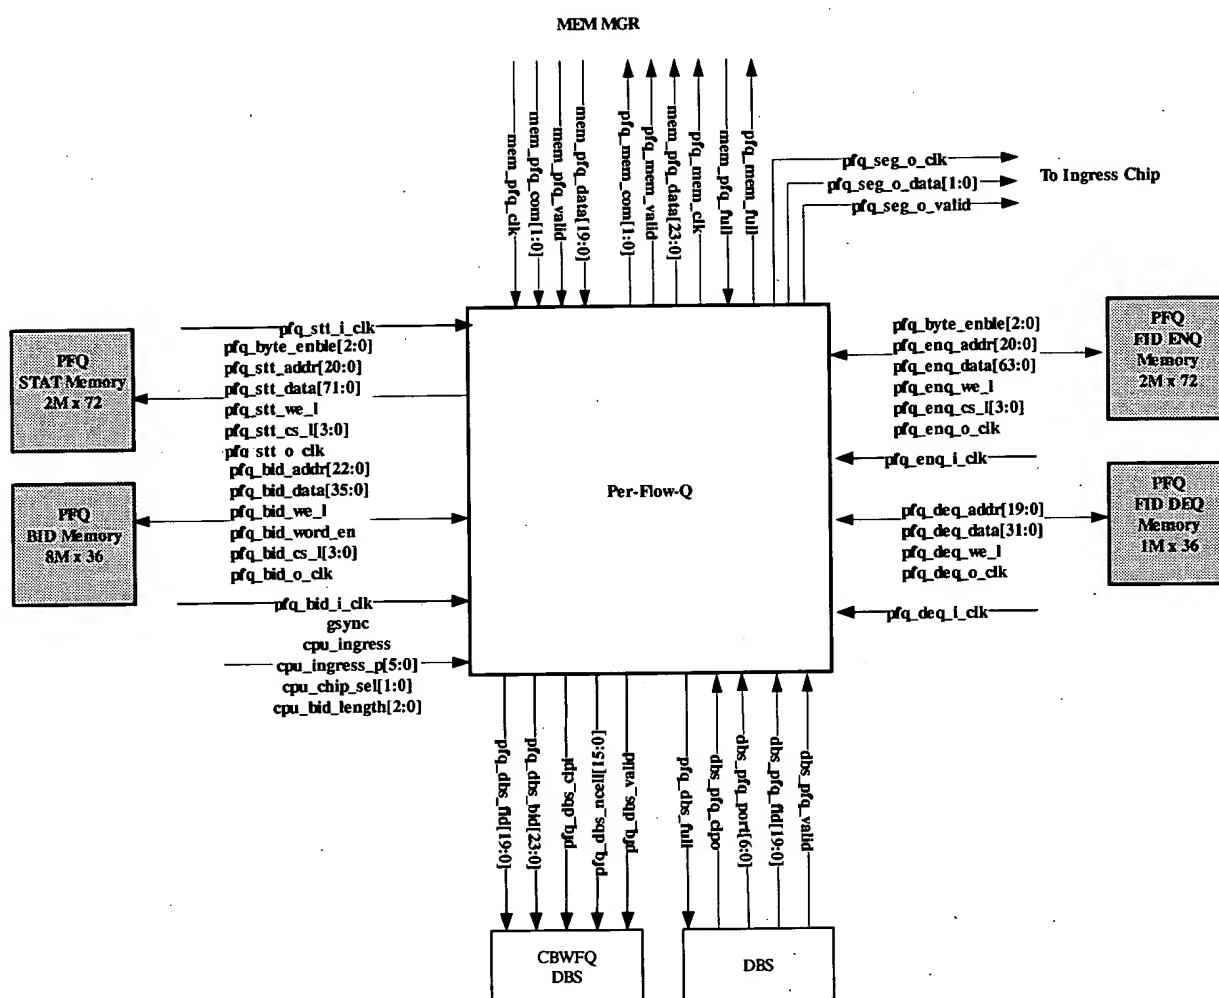 MEM MGR
mem_pfq_clk
mem_pfq_com[1:0]
mem_pfq_valid
mem_pfq_data[19:0]
pfq_mem_com[1:0]
pfq_mem_valid
mem_pfq_data[23:0]
pfq_mem_clk
mem_pfq_full
pfq_mem_full
pfq_seg_o_clk
pfq_seg_o_data[1:0]
pfq_seg_o_valid
To Ingress Chip
PFQ
STAT Memory
2M x 72
pfq_stt_i_clk
pfq_byte_enble[2:0]
pfq_stt_addr[20:0]
pfq_stt_data[71:0]
pfq_stt_we_l
pfq_stt_cs_l[3:0]
pfq_stt_o_clk
PFQ
BID Memory
8M x 36
pfq_bid_addr[22:0]
pfq_bid_data[35:0]
pfq_bid_we_l
pfq_bid_word_en
pfq_bid_cs_l[3:0]
pfq_bid_o_clk
pfq_bid_i_clk
gsync
cpu_ingress
cpu_ingress_p[5:0]
cpu_chip_sel[1:0]
cpu_bid_length[2:0]
Per-Flow-Q
pfq_byte_enble[2:0]
pfq_enq_addr[20:0]
pfq_enq_data[63:0]
pfq_enq_we_l
pfq_enq_cs_l[3:0]
pfq_enq_o_clk
pfq_enq_i_clk
PFQ
FID ENQ
Memory
2M x 72
pfq_deq_addr[19:0]
pfq_deq_data[31:0]
pfq_deq_we_l
pfq_deq_o_clk
pfq_deq_i_clk
PFQ
FID DEQ
Memory
1M x 36
pfq_dbs_fid[19:0]
pfq_dbs_bid[23:0]
pfq_dbs_clpi
pfq_dbs_ncell[15:0]
pfq_dbs_valid
pfq_dbs_full
dbs_pfq_clpo
dbs_pfq_port[9:0]
dbs_pfq_fid[19:0]
dbs_pfq_valid
CBWFQ
DBS
DBS